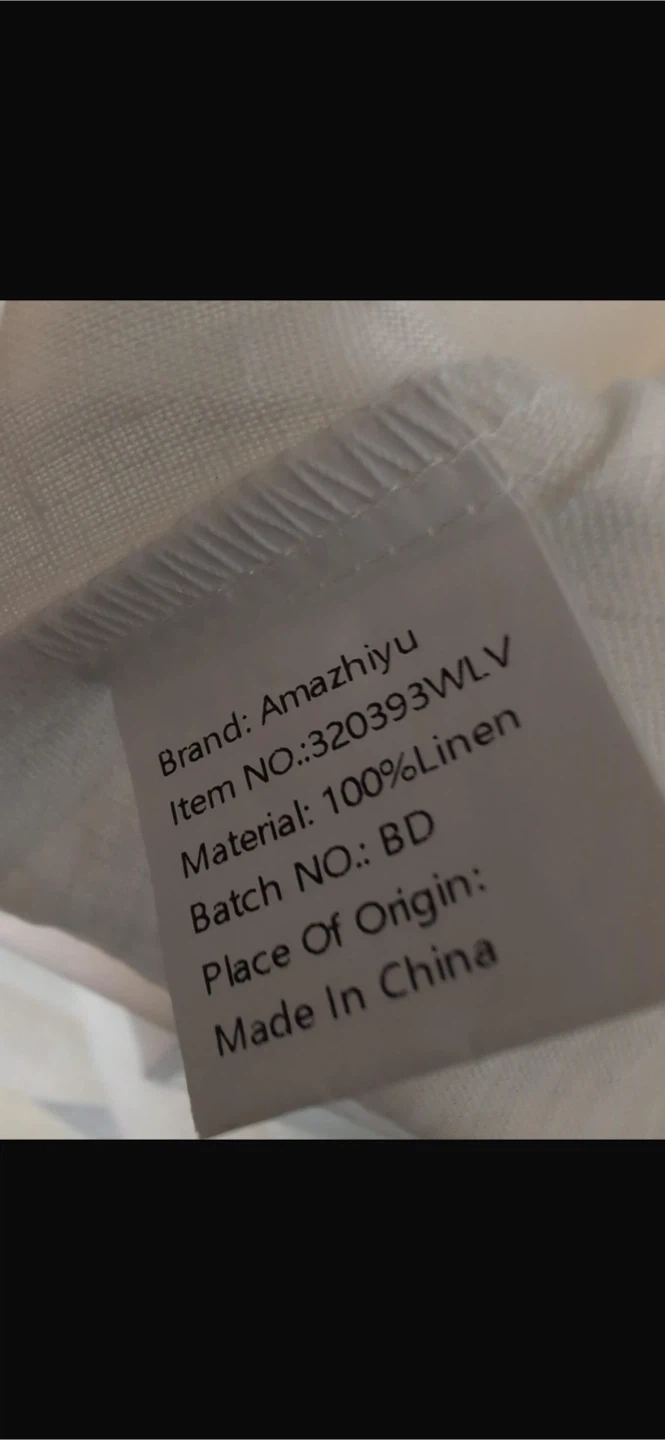 Brand: Amazhiyu
Item NO.:320393WLV
Material: 100%Linen
Batch NO.: BD
Place Of Origin:
Made In China